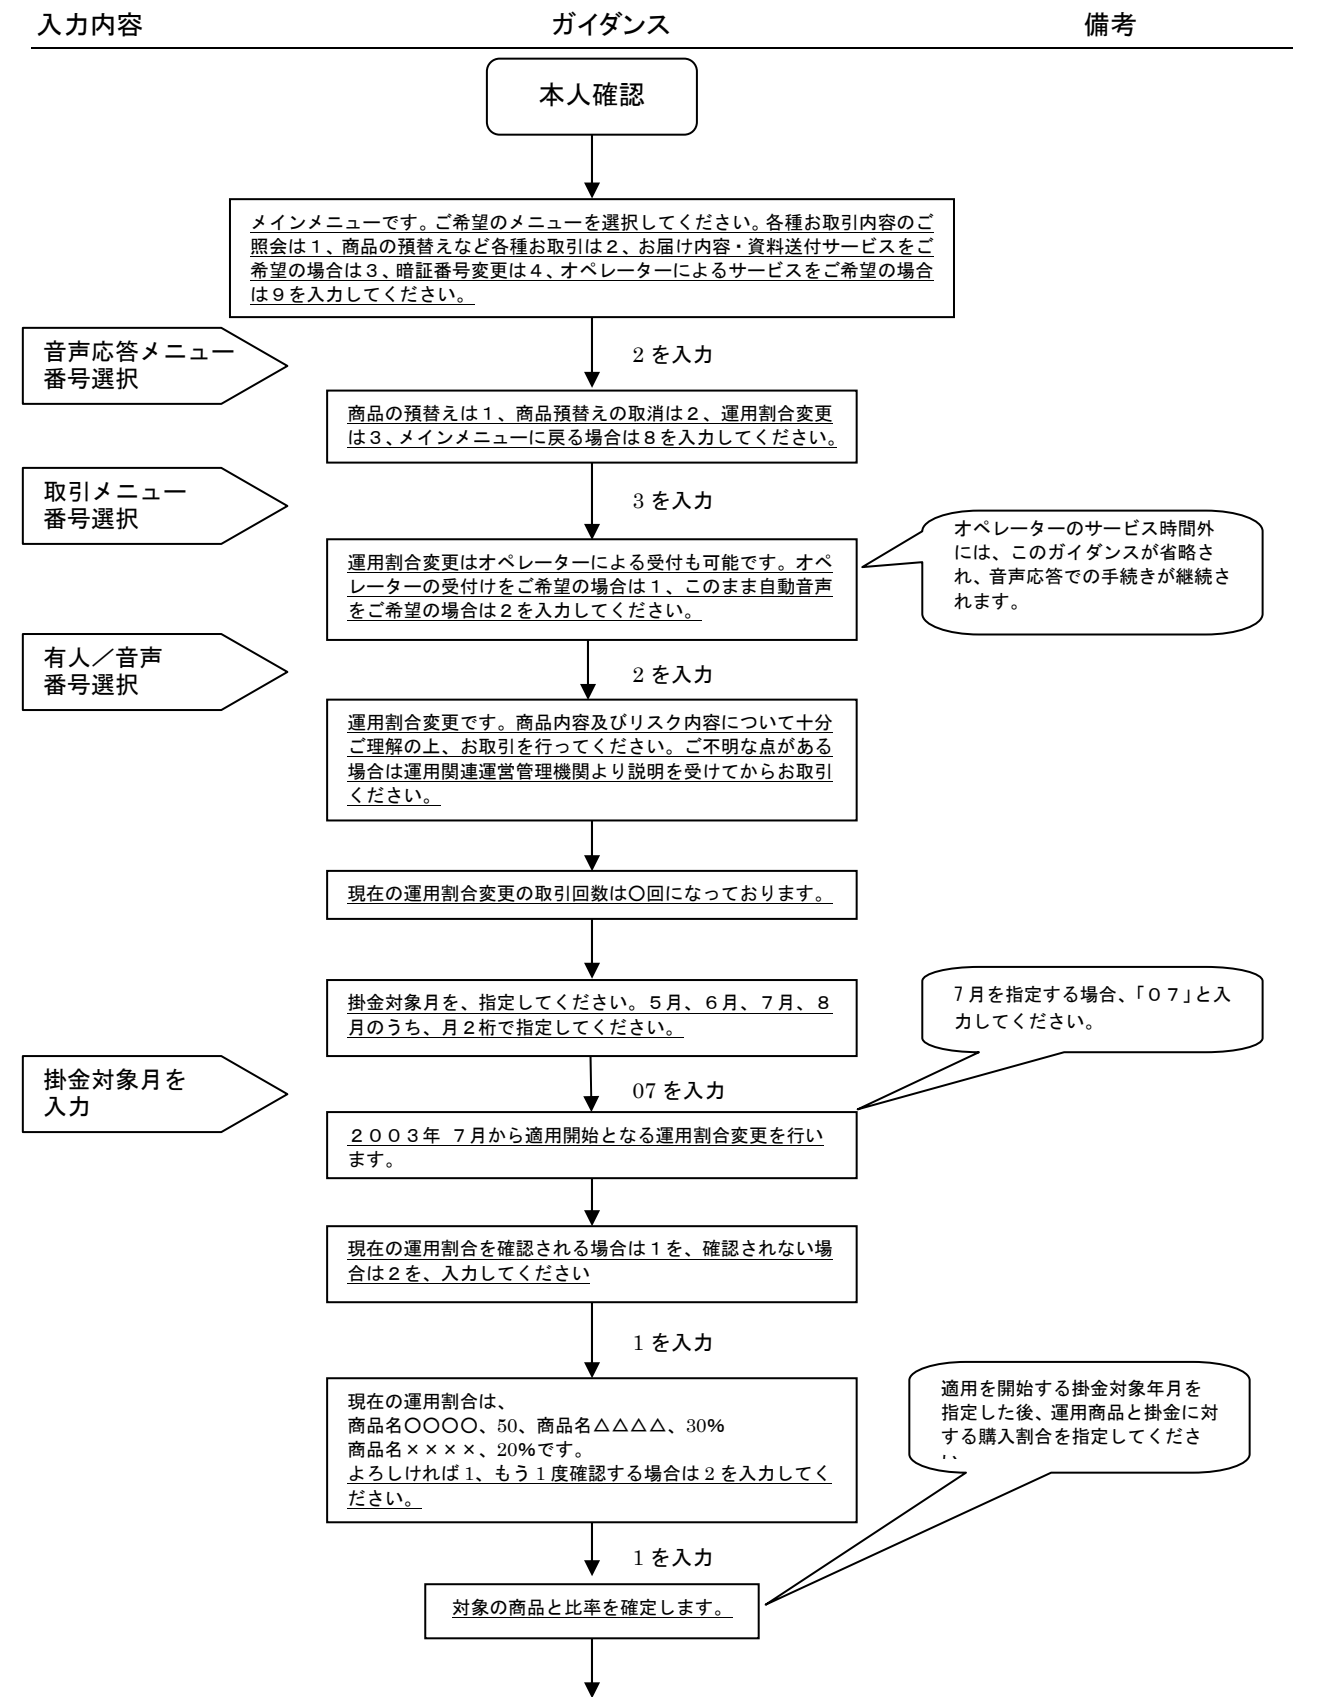 入力内容
ガイダンス
備考
本人確認
メインメニューです。ご希望のメニューを選択してください。各種お取引内容のご
照会は１、商品の預替えなど各種お取引は２、お届け内容・資料送付サービスをご
希望の場合は３、暗証番号変更は４、オペレーターによるサービスをご希望の場合
は９を入力してください。
音声応答メニュー
番号選択
2 を入力
商品の預替えは１、商品預替えの取消は２、運用割合変更
は３、メインメニューに戻る場合は８を入力してください。
取引メニュー
番号選択
3 を入力
運用割合変更はオペレーターによる受付も可能です。オペ
レーターの受付けをご希望の場合は１、このまま自動音声
をご希望の場合は２を入力してください。
オペレーターのサービス時間外
には、このガイダンスが省略さ
れ、音声応答での手続きが継続さ
れます。
有人／音声
番号選択
2 を入力
運用割合変更です。商品内容及びリスク内容について十分
ご理解の上、お取引を行ってください。ご不明な点がある
場合は運用関連運営管理機関より説明を受けてからお取引
ください。
現在の運用割合変更の取引回数は〇回になっております。
掛金対象月を、指定してください。５月、６月、７月、８
月のうち、月２桁で指定してください。
7 月を指定する場合、「０７」と入
力してください。
掛金対象月を
入力
07 を入力
２００３年 ７月から適用開始となる運用割合変更を行い
ます。
現在の運用割合を確認される場合は１を、確認されない場
合は２を、入力してください
1 を入力
現在の運用割合は、
商品名〇〇〇〇、50、商品名△△△△、30%
商品名××××、20%です。
よろしければ 1、もう 1 度確認する場合は 2 を入力してく
ださい。
適用を開始する掛金対象年月を
指定した後、運用商品と掛金に対
する購入割合を指定してくださ
1 を入力
対象の商品と比率を確定します。